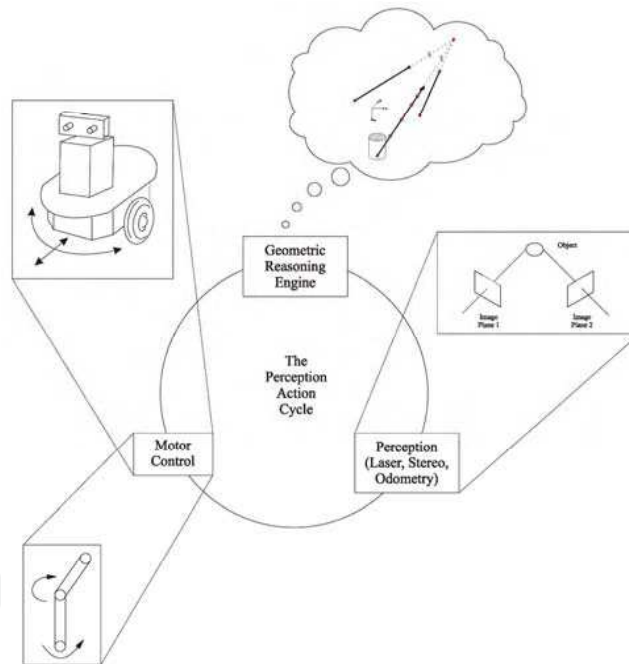 Geometric
Reasoning
Engine
Object
Image
Plane 1
Image
Plane 2
The
Perception
Action
Cycle
Motor
Control
Perception
(Laser, Stereo,
Odometry)